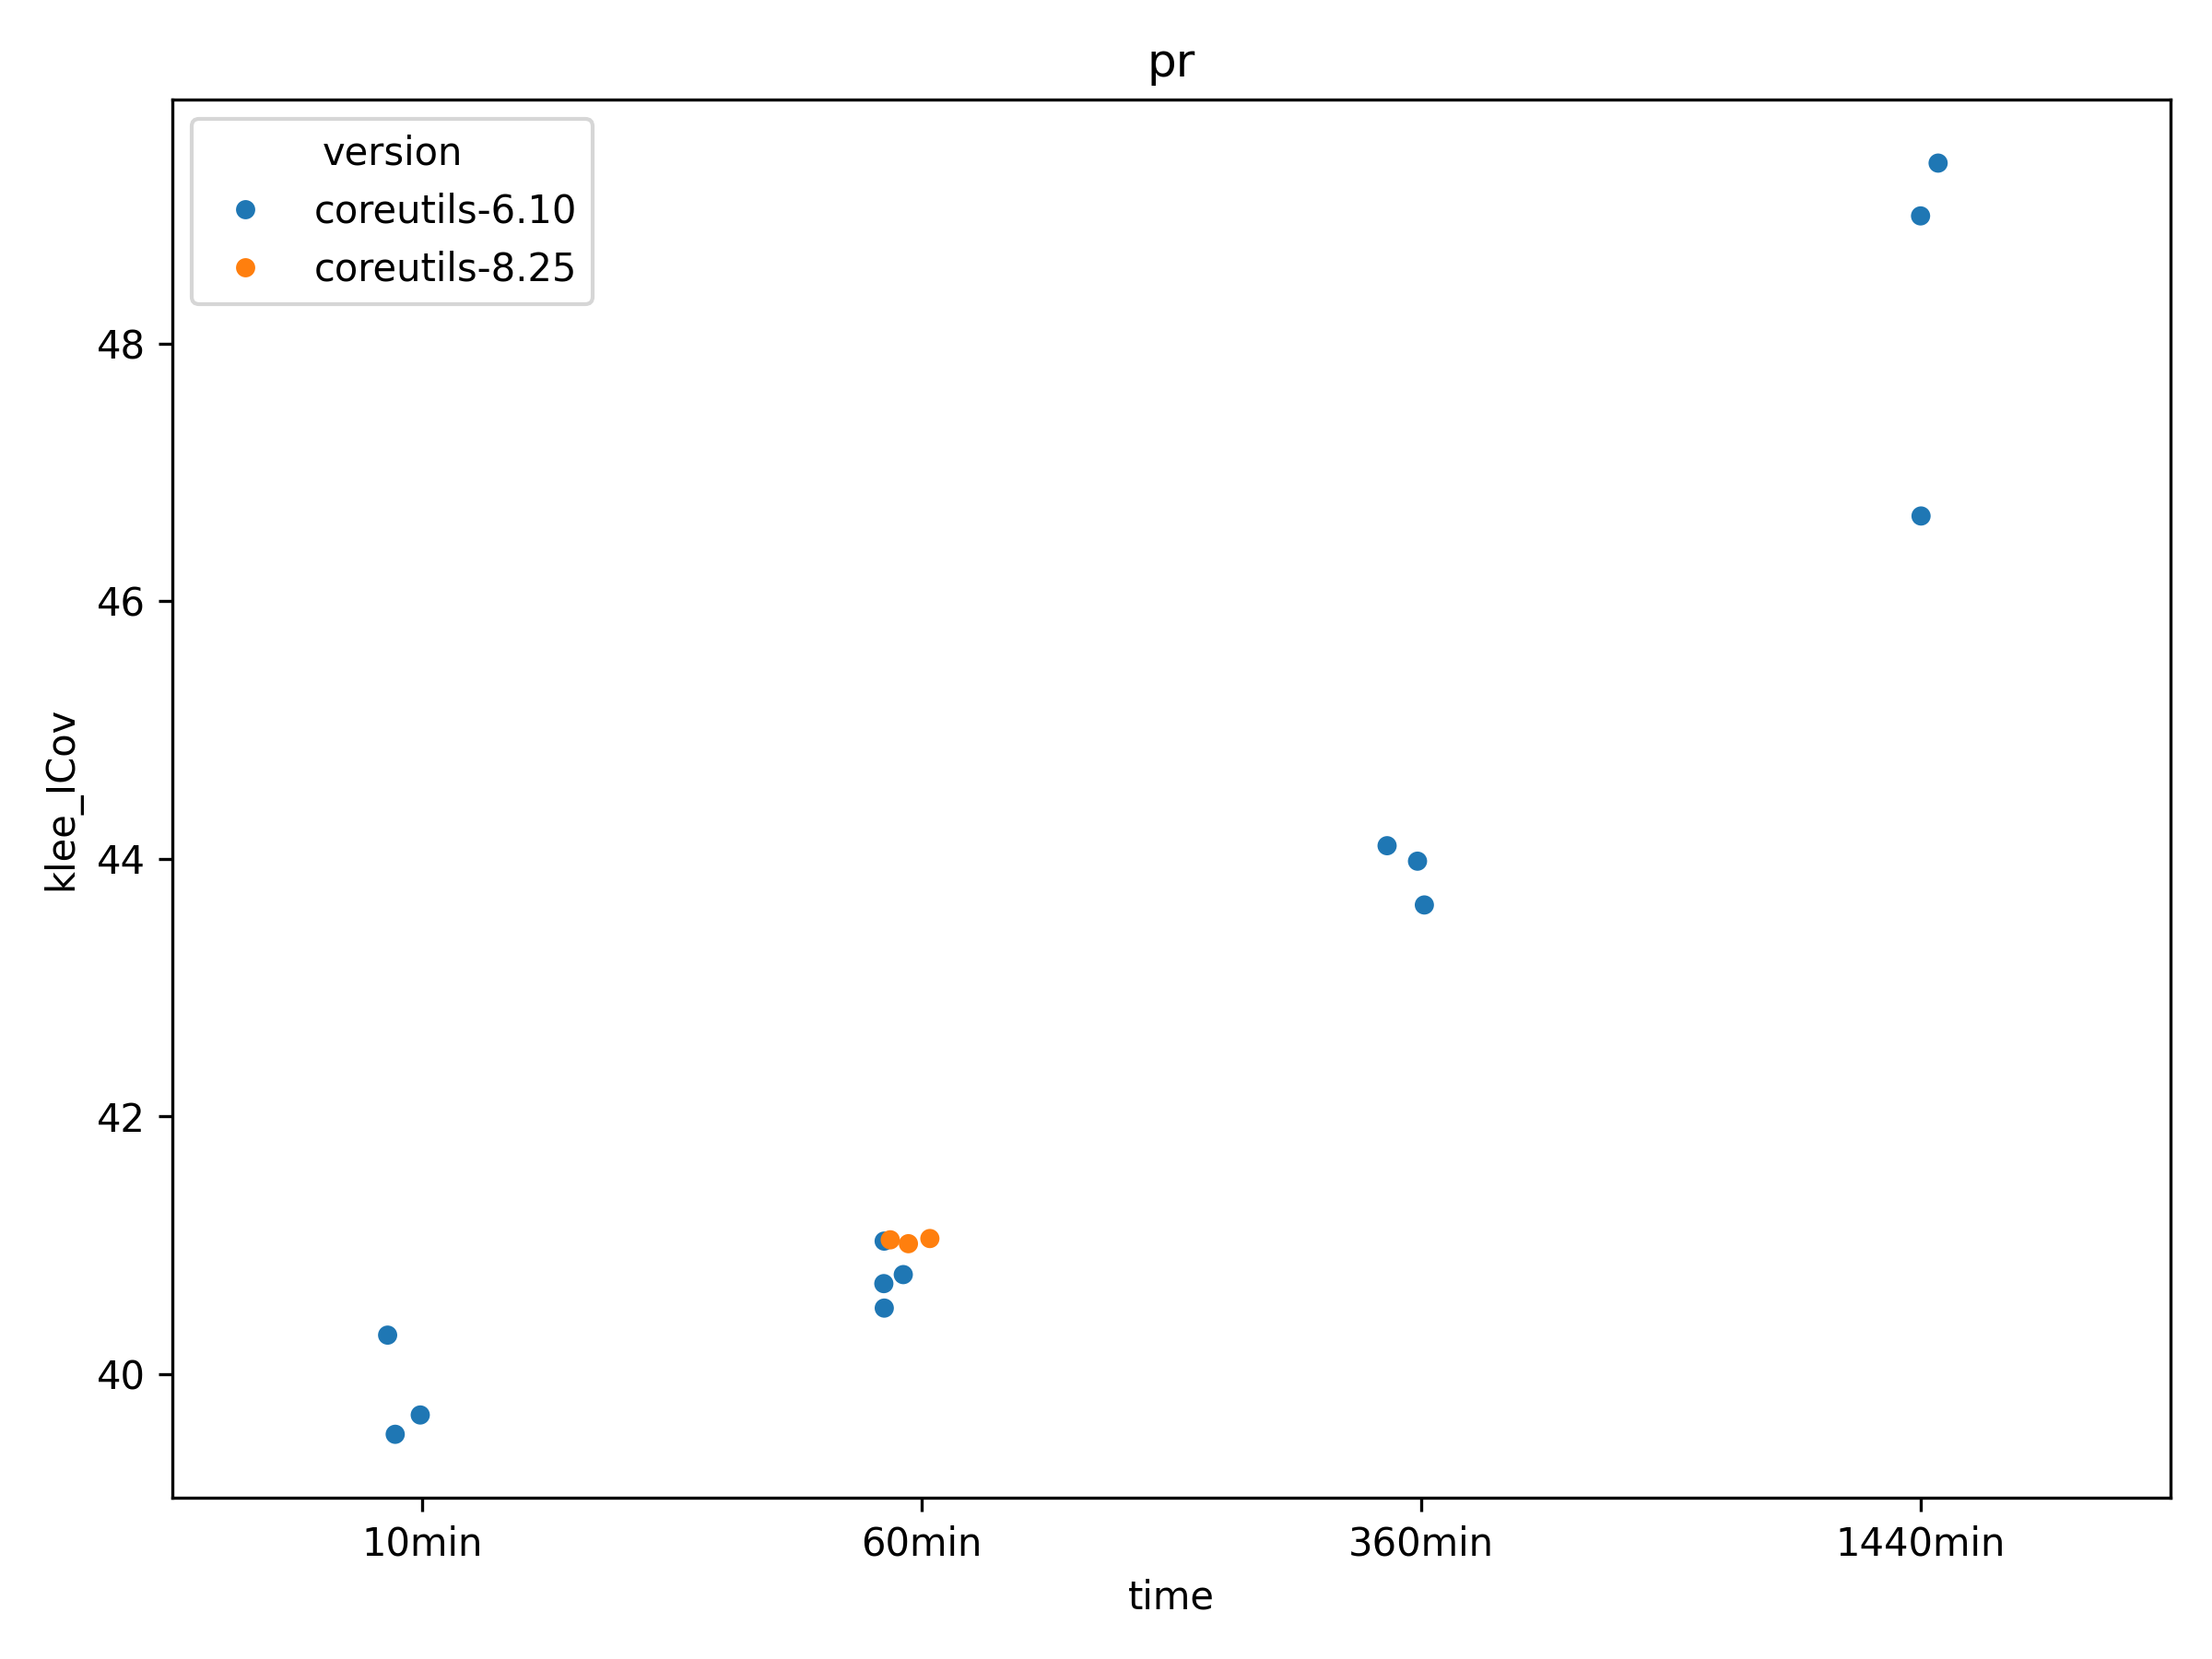 pr
version
coreutils-6.10
coreutils-8.25
48
46
44
42
40
klee_ICov
10min
60min
360min
1440min
time